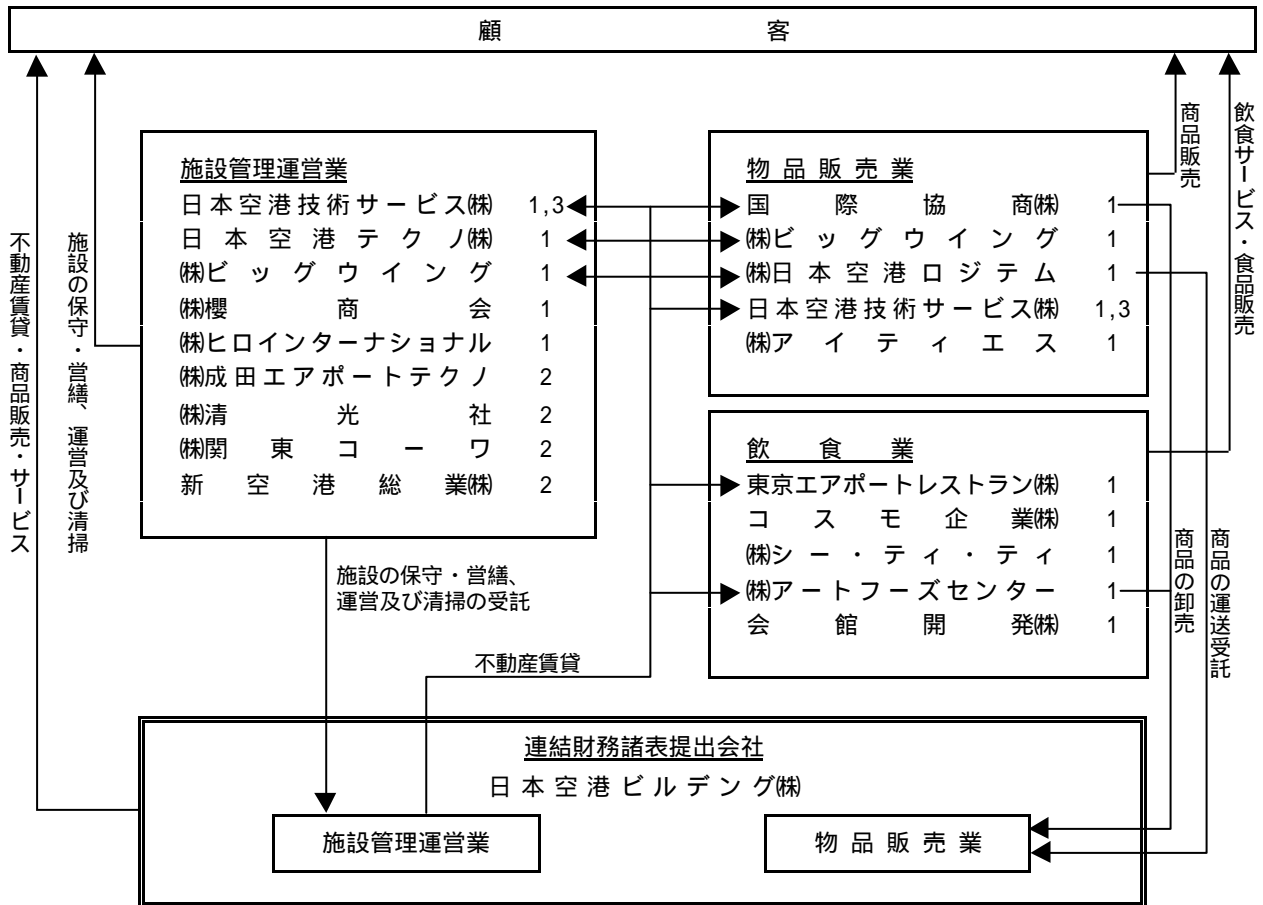 顧客
不動産賃貸・商品販売・サービス
施設の保守・営繕、運営及び清掃
施設管理運営業
日本空港技術サービス㈱ 1,3
日本空港テクノ㈱ 1
㈱ビッグウイング 1
㈱櫻商会 1
㈱ヒロインターナショナル 1
㈱成田エアポートテクノ 2
㈱清光社 2
㈱関東コーワ 2
新空港総業㈱ 2
物品販売業
国際協商㈱ 1
㈱ビッグウイング 1
㈱日本空港ロジテム 1
日本空港技術サービス㈱ 1,3
㈱アイティエス 1
商品販売
飲食サービス・食品販売
飲食業
東京エアポートレストラン㈱ 1
コスモ企業㈱ 1
㈱シー・ティ・ティ 1
㈱アートフーズセンター 1
会館開発㈱ 1
商品の卸売
商品の運送受託
施設の保守・営繕、
運営及び清掃の受託
不動産賃貸
連結財務諸表提出会社
日本空港ビルデング㈱
施設管理運営業
物品販売業